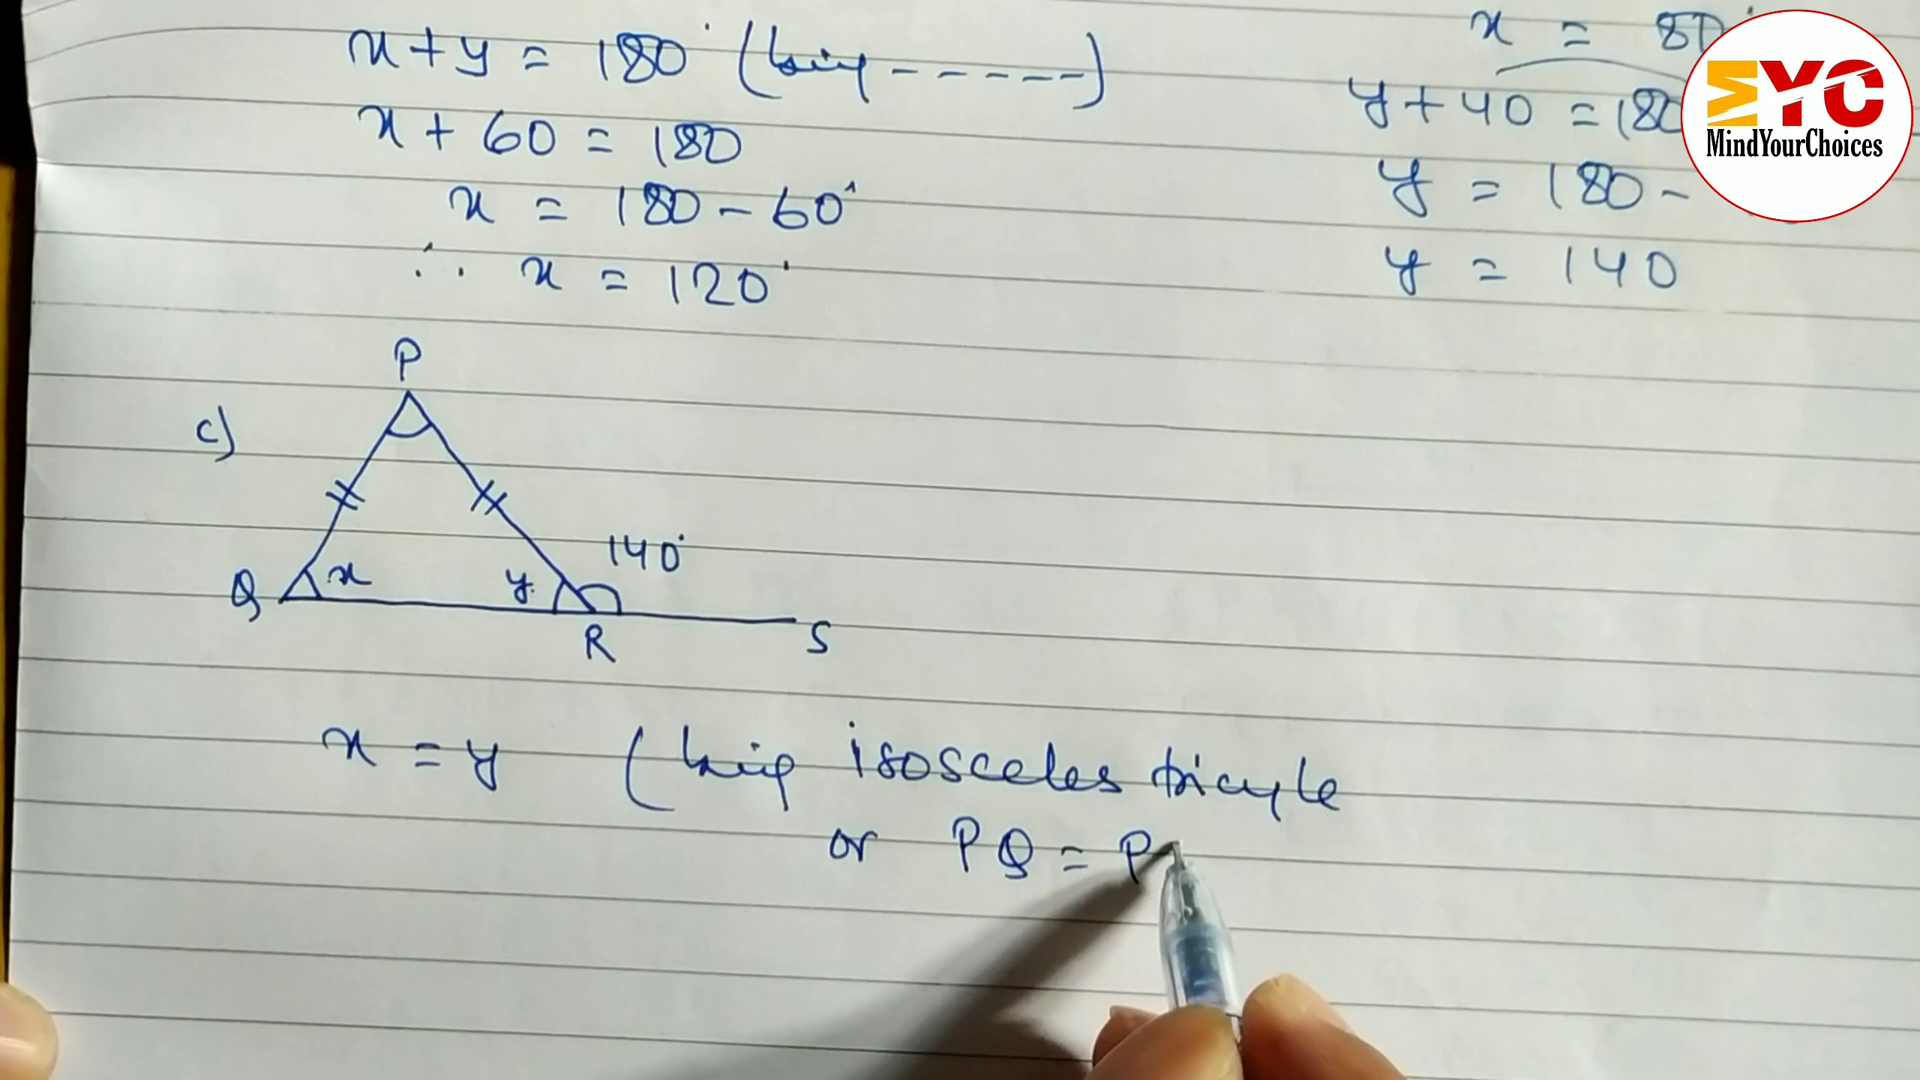 x + y = 180° (being - - - - -)
x + 60 = 180
x = 180 - 60°
∴ x = 120°
x = 80°
y + 40 = 180
y = 180 -
y = 140
MYC
MindYourChoices
c)
P
140°
Q x y R S
x = y (being isosceles triangle
or PQ = P